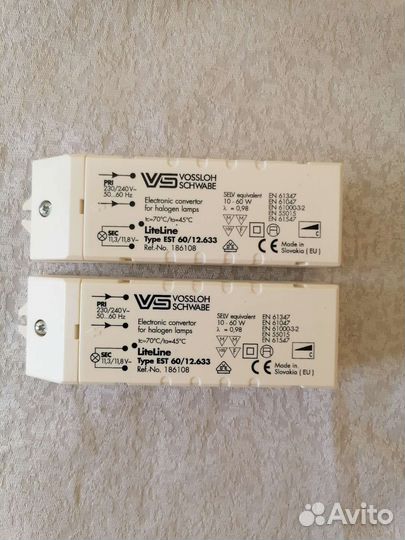 PRI
230/240V~
50...60 Hz
SEC
11,3/11,8V~
VS VOSSLOH
SCHWABE
Electronic convertor
for halogen lamps
tc=70°C/ta=45°C
LiteLine
Type EST 60/12.633
Ref.-No. 186108
SELV equivalent
10 - 60 W
λ = 0,98
EN 61347
EN 61047
EN 61000-3-2
EN 55015
EN 61547
C
CE
Made in
Slovakia ( EU )
PRI
230/240V~
50...60 Hz
SEC
11,3/11,8V~
VS VOSSLOH
SCHWABE
Electronic convertor
for halogen lamps
tc=70°C/ta=45°C
LiteLine
Type EST 60/12.633
Ref.-No. 186108
SELV equivalent
10 - 60 W
λ = 0,98
EN 61347
EN 61047
EN 61000-3-2
EN 55015
EN 61547
C
CE
Made in
Slovakia ( EU )
Avito